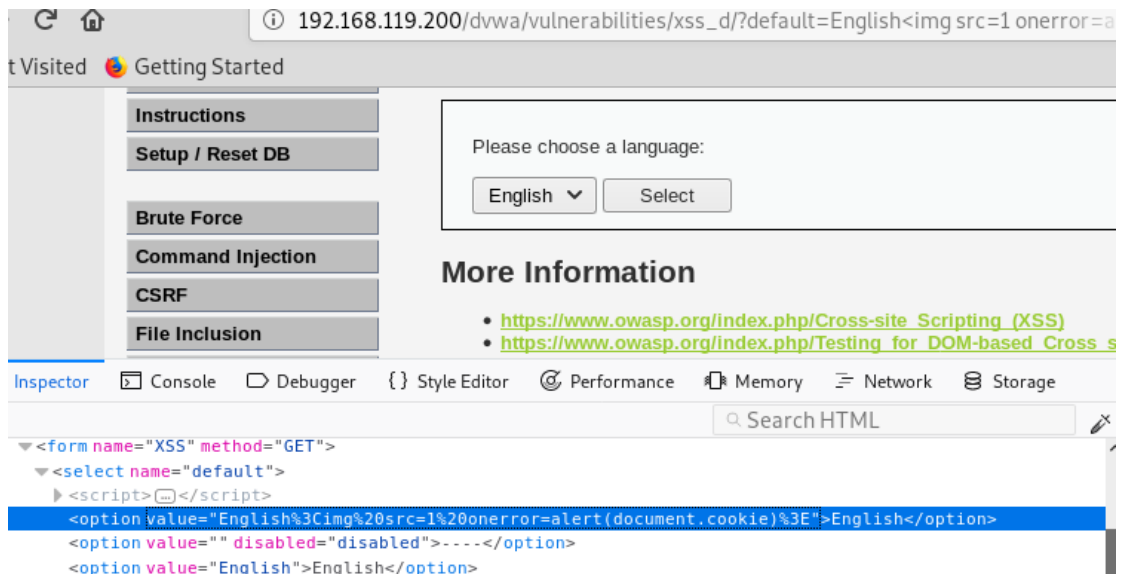 192.168.119.200/dvwa/vulnerabilities/xss_d/?default=English<img src=1 onerror=a
t Visited Getting Started
Instructions
Setup / Reset DB
Please choose a language:
English Select
Brute Force
Command Injection
CSRF
File Inclusion
More Information
https://www.owasp.org/index.php/Cross-site_Scripting_(XSS)
https://www.owasp.org/index.php/Testing_for_DOM-based_Cross_s
Inspector Console Debugger {} Style Editor Performance Memory Network Storage
Search HTML
<form name="XSS" method="GET">
<select name="default">
<script>…</script>
<option value="English%3Cimg%20src=1%20onerror=alert(document.cookie)%3E">English</option>
<option value="" disabled="disabled">----</option>
<option value="English">English</option>